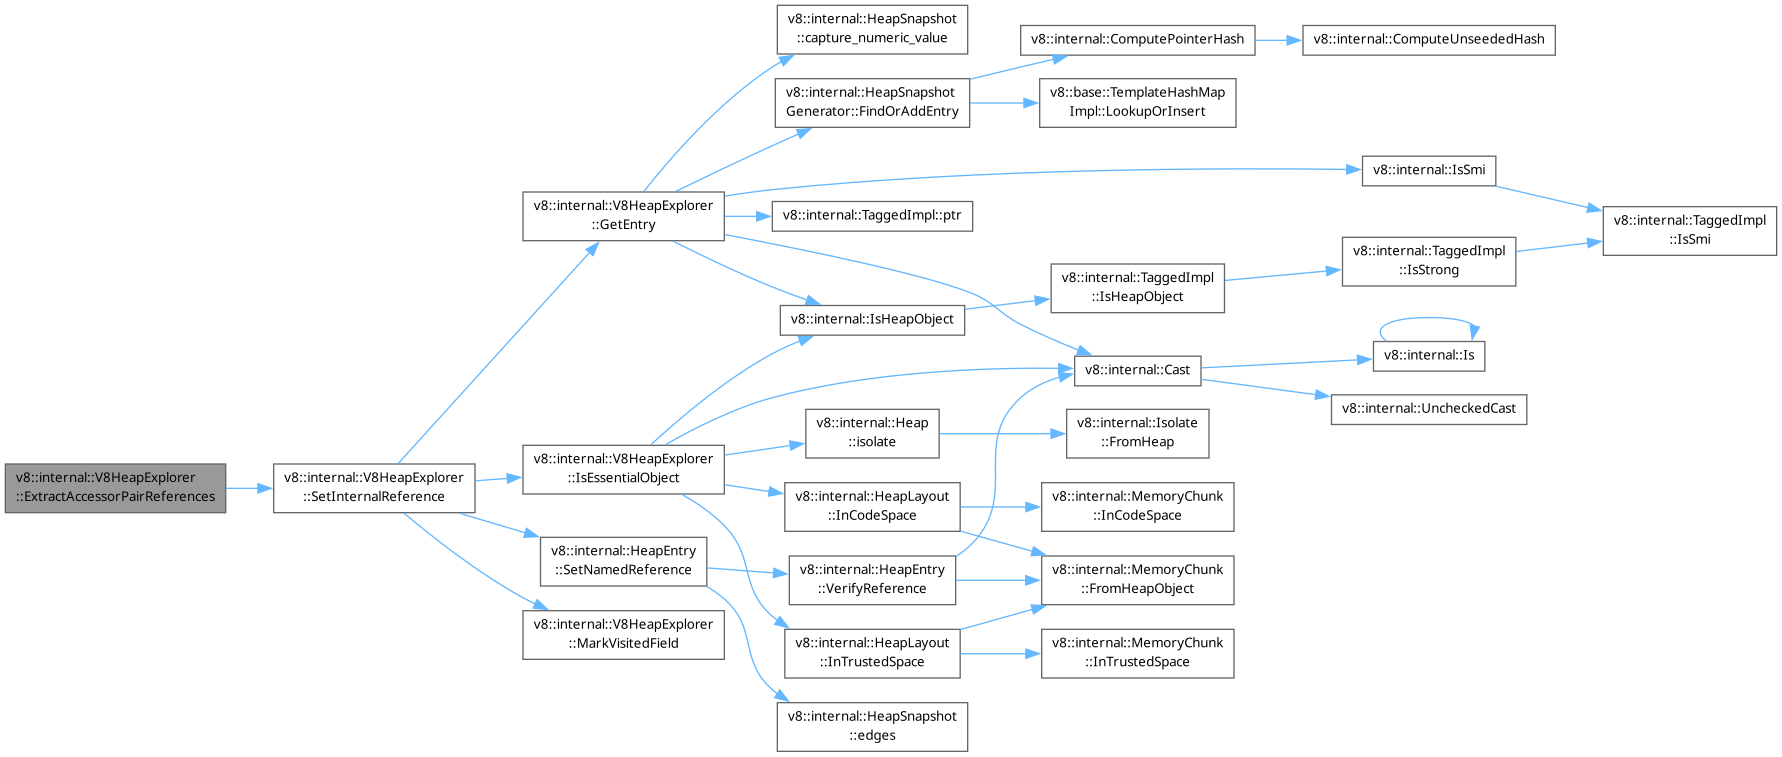 v8::internal::V8HeapExplorer
::ExtractAccessorPairReferences
v8::internal::V8HeapExplorer
::SetInternalReference
v8::internal::V8HeapExplorer
::GetEntry
v8::internal::HeapSnapshot
::capture_numeric_value
v8::internal::HeapSnapshot
Generator::FindOrAddEntry
v8::internal::ComputePointerHash
v8::internal::ComputeUnseededHash
v8::base::TemplateHashMap
Impl::LookupOrInsert
v8::internal::IsSmi
v8::internal::TaggedImpl
::IsSmi
v8::internal::TaggedImpl::ptr
v8::internal::IsHeapObject
v8::internal::TaggedImpl
::IsHeapObject
v8::internal::TaggedImpl
::IsStrong
v8::internal::Cast
v8::internal::Is
v8::internal::UncheckedCast
v8::internal::V8HeapExplorer
::IsEssentialObject
v8::internal::Heap
::isolate
v8::internal::Isolate
::FromHeap
v8::internal::HeapLayout
::InCodeSpace
v8::internal::MemoryChunk
::InCodeSpace
v8::internal::HeapEntry
::SetNamedReference
v8::internal::HeapEntry
::VerifyReference
v8::internal::MemoryChunk
::FromHeapObject
v8::internal::V8HeapExplorer
::MarkVisitedField
v8::internal::HeapLayout
::InTrustedSpace
v8::internal::MemoryChunk
::InTrustedSpace
v8::internal::HeapSnapshot
::edges